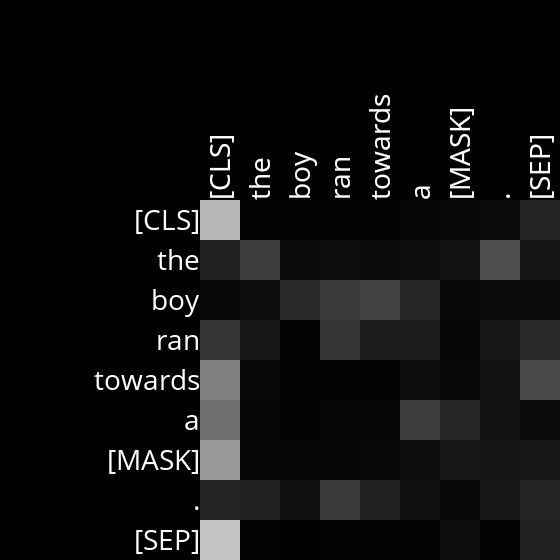 [CLS] the boy ran towards a [MASK] . [SEP]
[CLS]
the
boy
ran
towards
a
[MASK]
.
[SEP]